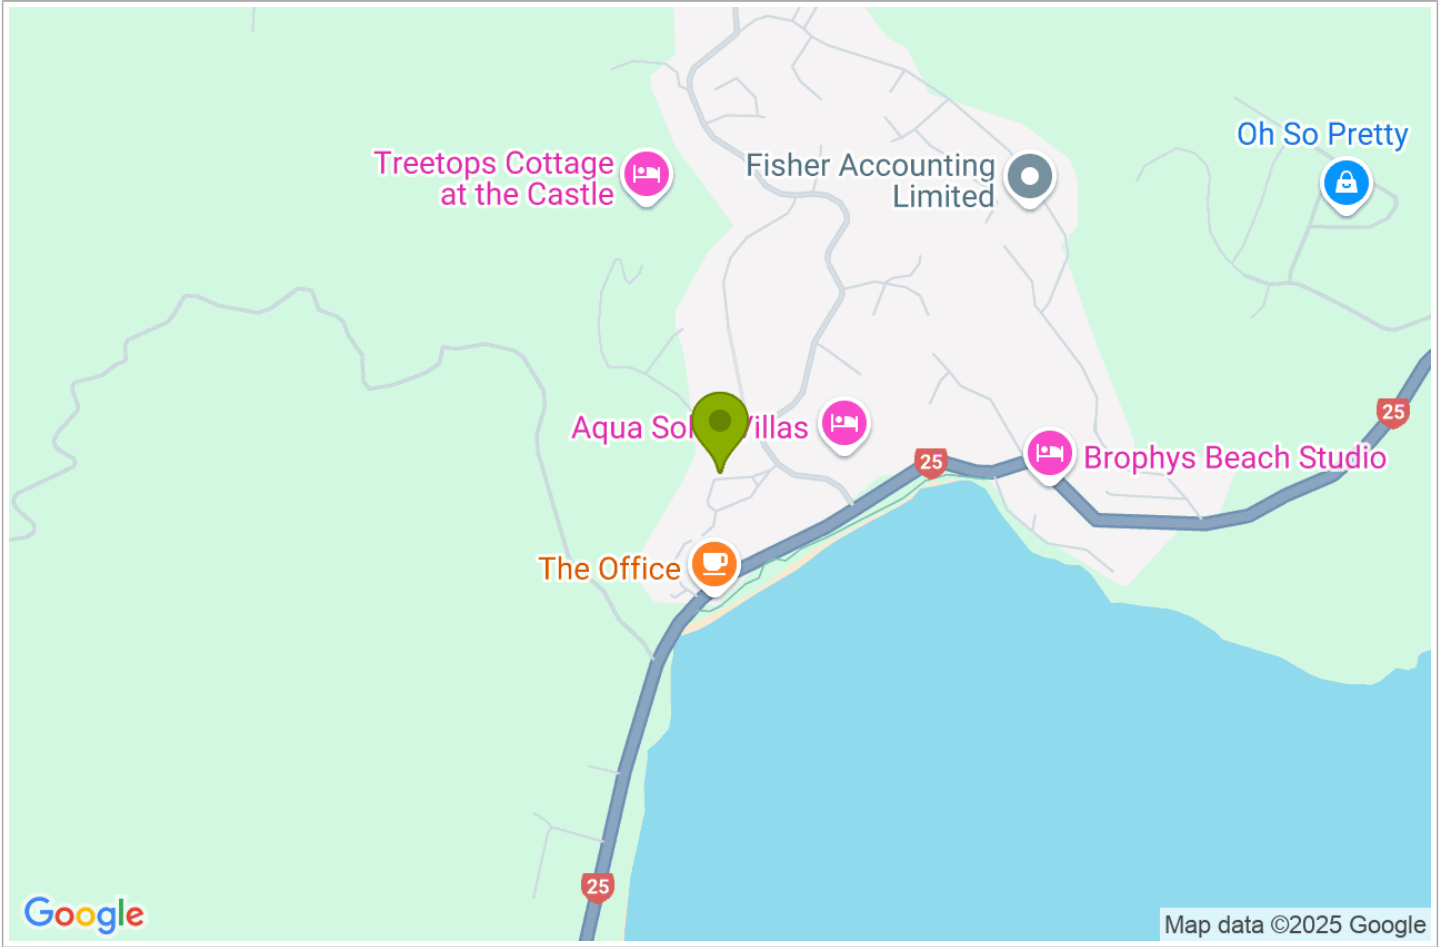 Oh So Pretty
Treetops Cottage
at the Castle
Fisher Accounting
Limited
25
Aqua Sol Villas
25
Brophys Beach Studio
The Office
25
Google
Map data ©2025 Google